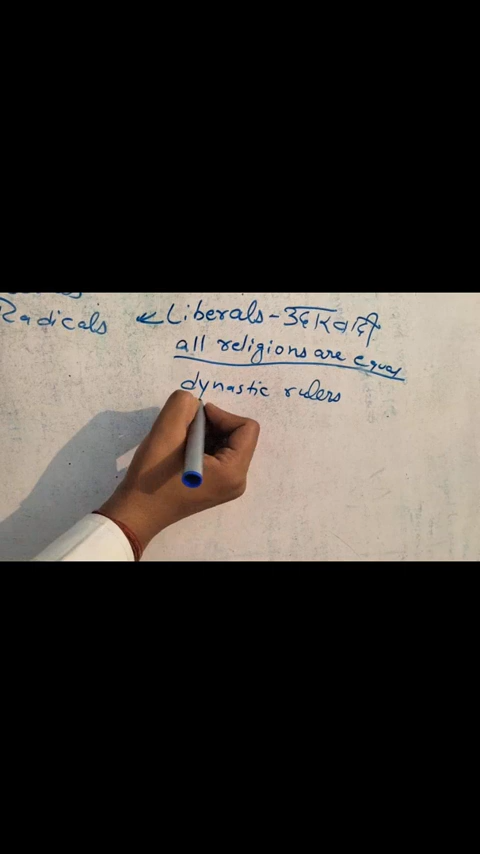 Radicals ↙ Liberals - उदारवादी
all religions are equal
dynastic rulers